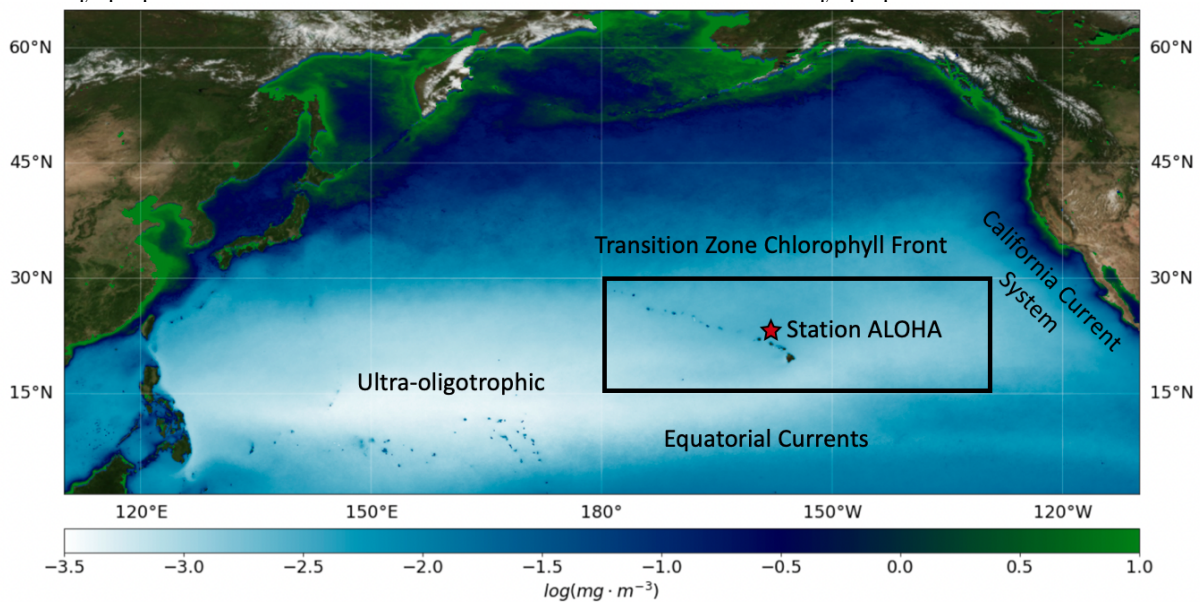 60°N 60°N
45°N 45°N
Transition Zone Chlorophyll Front
California Current
System
30°N 30°N
Station ALOHA
Ultra-oligotrophic
15°N 15°N
Equatorial Currents
120°E 150°E 180° 150°W 120°W
−3.5 −3.0 −2.5 −2.0 −1.5 −1.0 −0.5 0.0 0.5 1.0
log(mg · m⁻³)